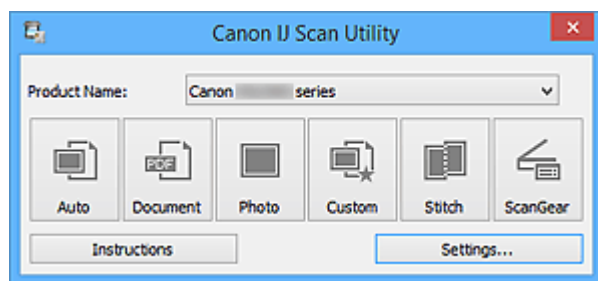 Canon IJ Scan Utility
Product Name: Canon series
PDF
Auto Document Photo Custom Stitch ScanGear
Instructions Settings...